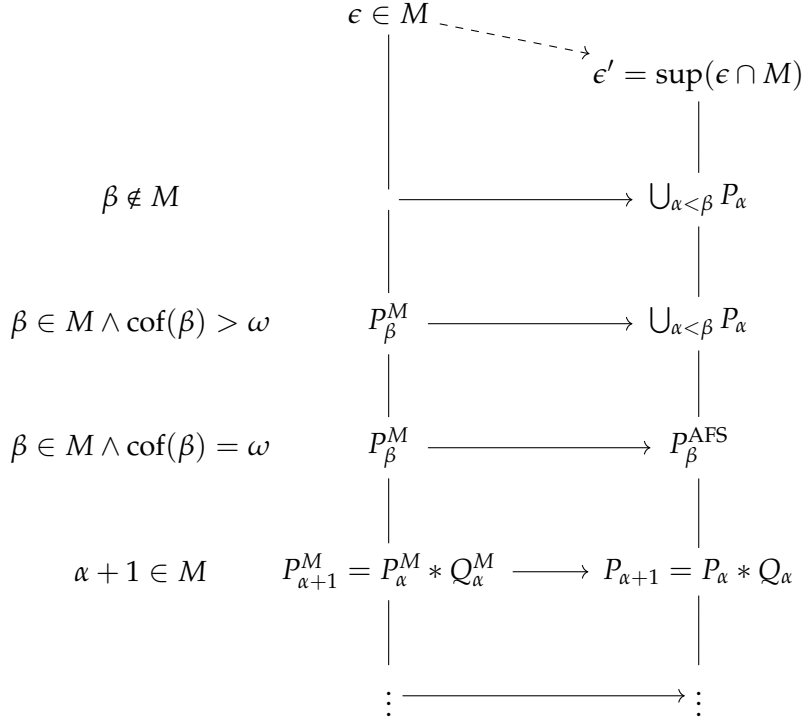 ϵ ∈ M
ϵ′ = sup(ϵ ∩ M)
β ∉ M . ⋃_{α<β} P_α
β ∈ M ∧ cof(β) > ω P_β^M ⋃_{α<β} P_α
β ∈ M ∧ cof(β) = ω P_β^M P_β^{AFS}
α + 1 ∈ M P_{α+1}^M = P_α^M ∗ Q_α^M P_{α+1} = P_α ∗ Q_α
⋮ ⋮